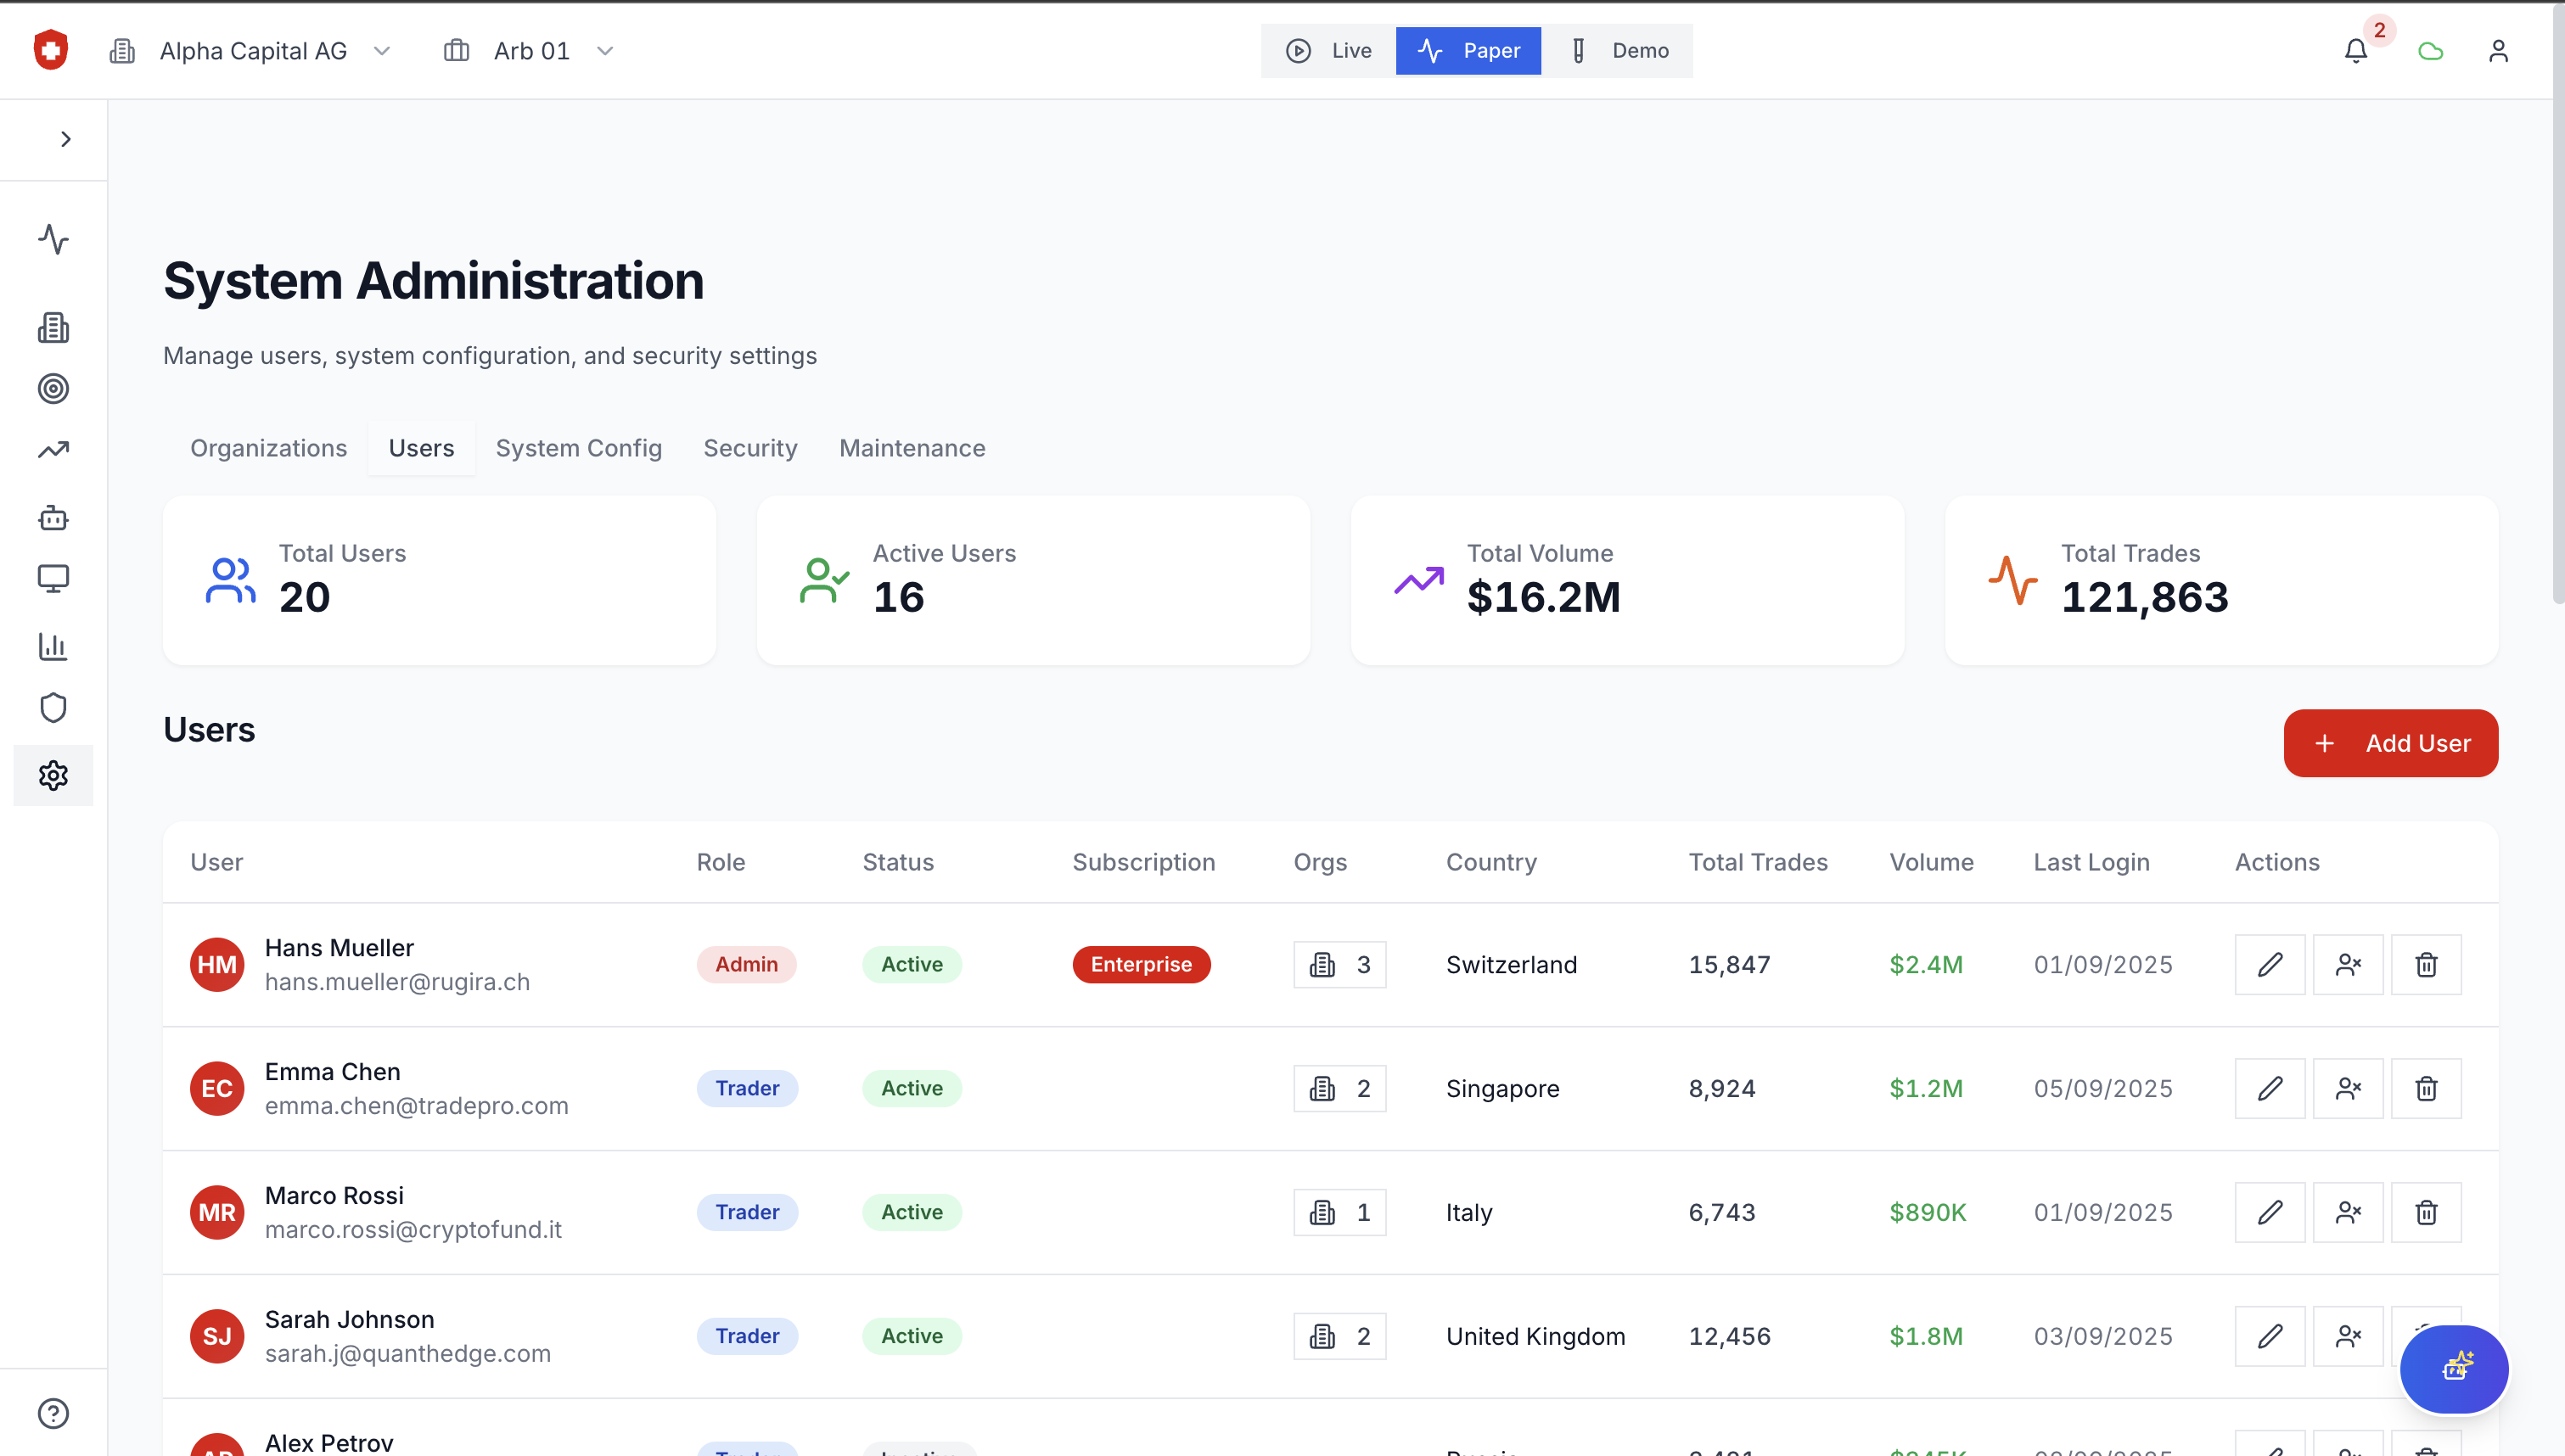 Alpha Capital AG
Arb 01
Live
Paper
Demo
2
System Administration
Manage users, system configuration, and security settings
Organizations
Users
System Config
Security
Maintenance
Total Users
20
Active Users
16
Total Volume
$16.2M
Total Trades
121,863
Users
Add User
User Role Status Subscription Orgs Country Total Trades Volume Last Login Actions
HM Hans Mueller Admin Active Enterprise 3 Switzerland 15,847 $2.4M 01/09/2025
hans.mueller@rugira.ch
EC Emma Chen Trader Active 2 Singapore 8,924 $1.2M 05/09/2025
emma.chen@tradepro.com
MR Marco Rossi Trader Active 1 Italy 6,743 $890K 01/09/2025
marco.rossi@cryptofund.it
SJ Sarah Johnson Trader Active 2 United Kingdom 12,456 $1.8M 03/09/2025
sarah.j@quanthedge.com
Alex Petrov